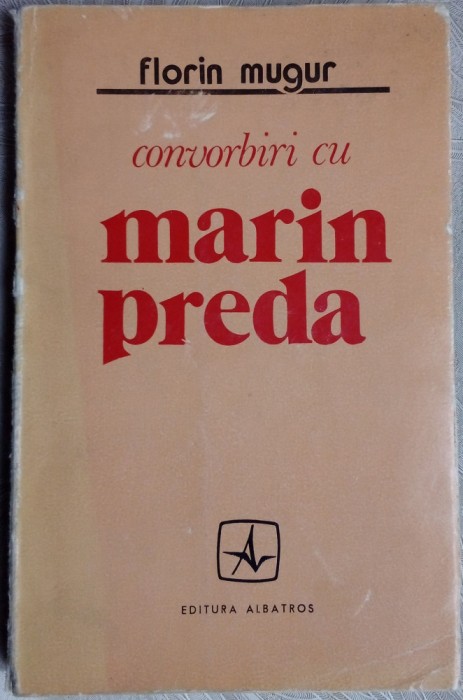 florin mugur
convorbiri cu
marin
preda
EDITURA ALBATROS